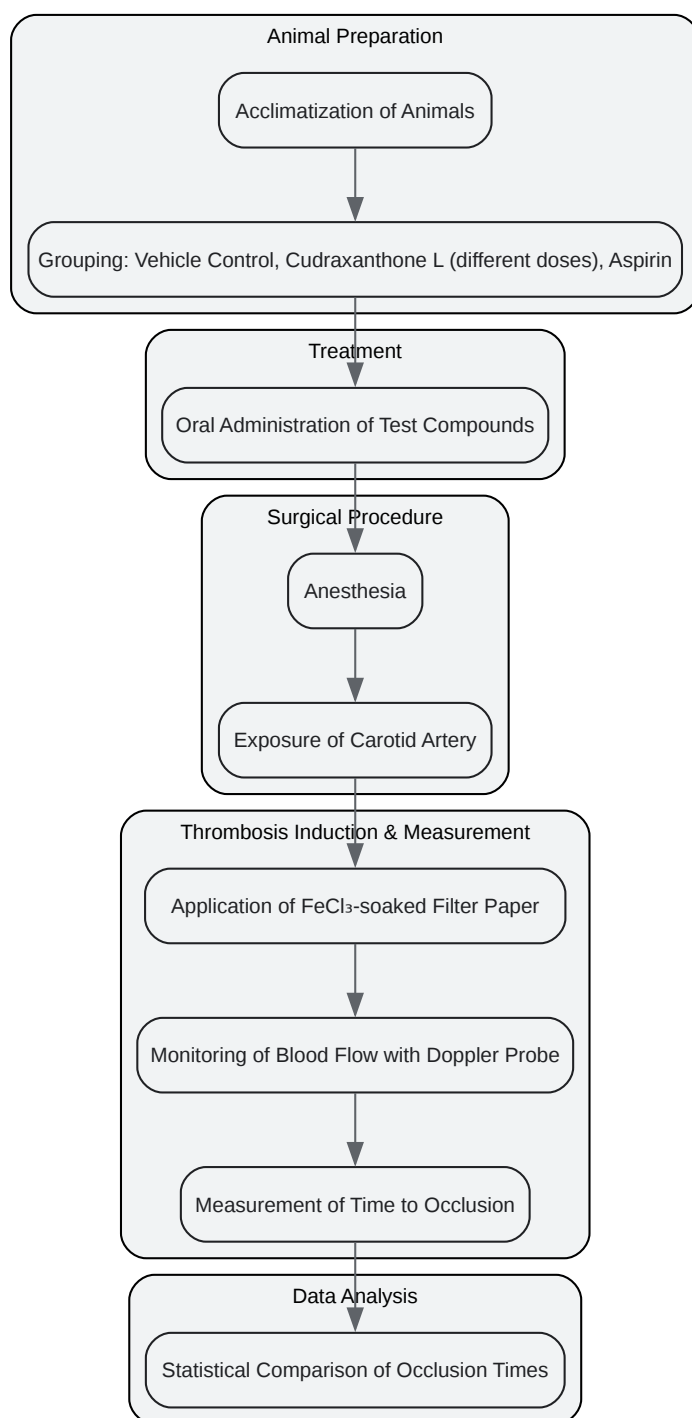 Animal Preparation
Acclimatization of Animals
Grouping: Vehicle Control, Cudraxanthone L (different doses), Aspirin
Treatment
Oral Administration of Test Compounds
Surgical Procedure
Anesthesia
Exposure of Carotid Artery
Thrombosis Induction & Measurement
Application of FeCl₃-soaked Filter Paper
Monitoring of Blood Flow with Doppler Probe
Measurement of Time to Occlusion
Data Analysis
Statistical Comparison of Occlusion Times